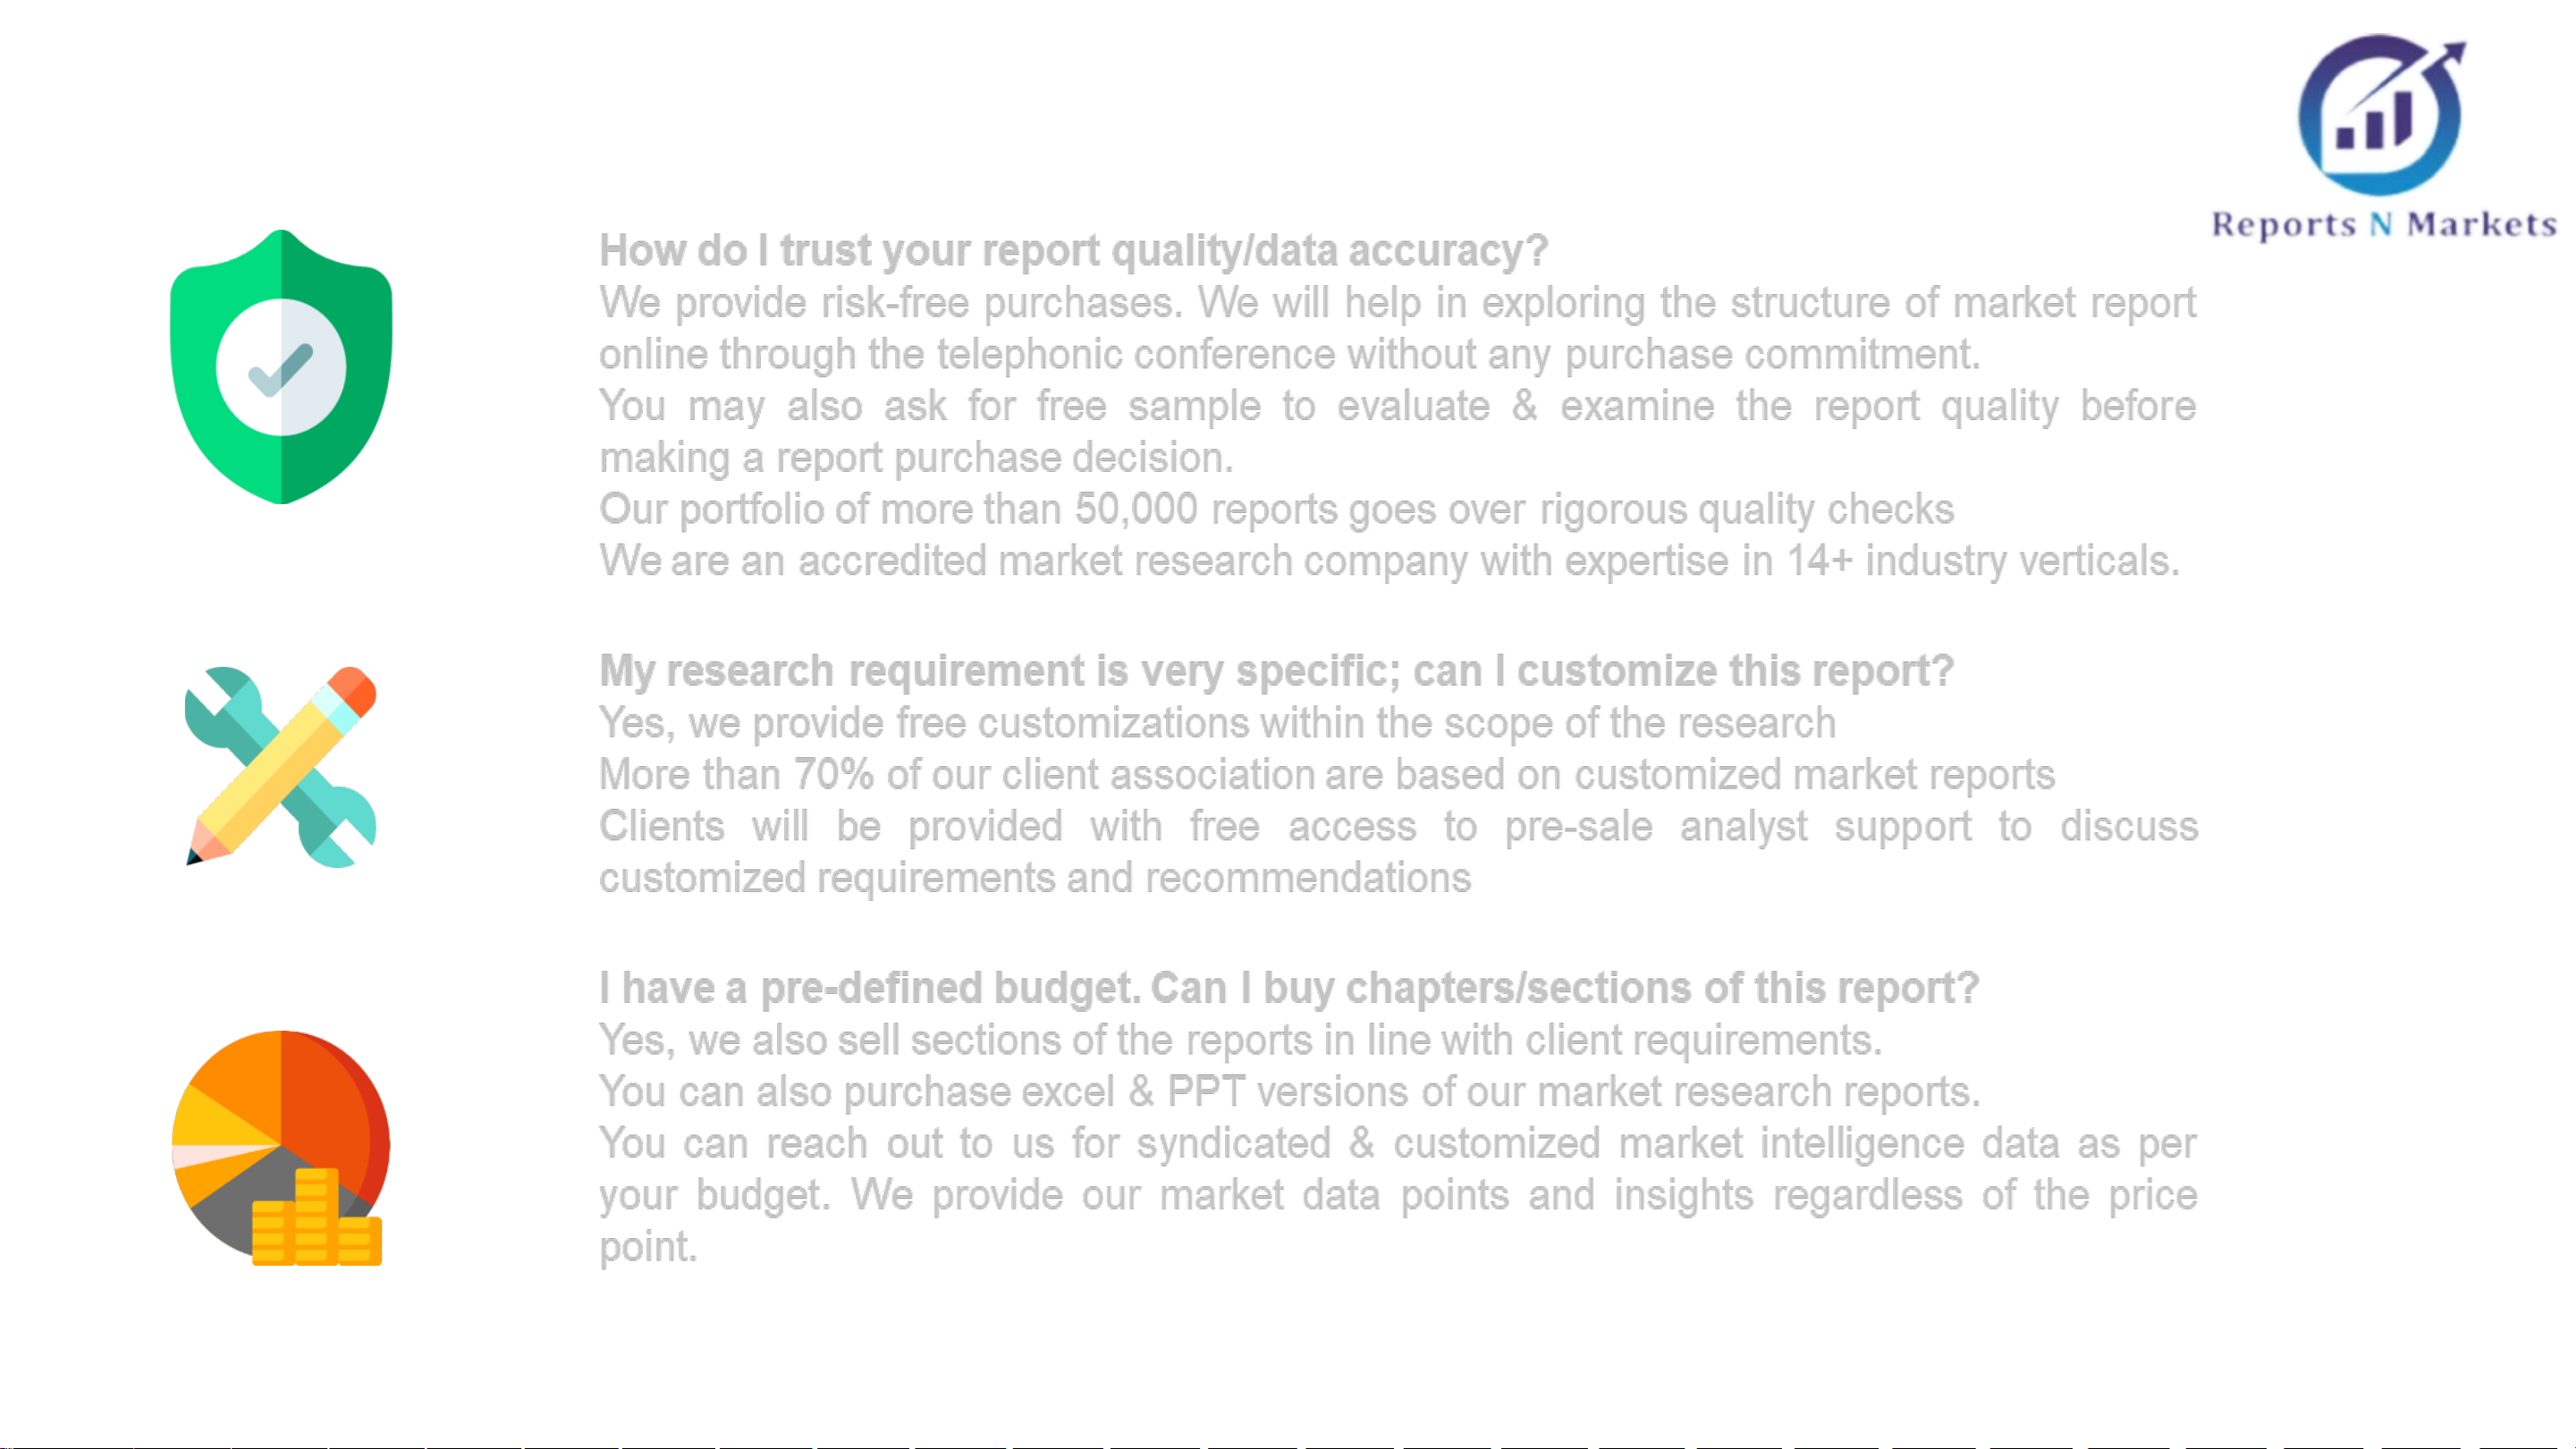 Reports N Markets
How do I trust your report quality/data accuracy?
We provide risk-free purchases. We will help in exploring the structure of market report
online through the telephonic conference without any purchase commitment.
You may also ask for free sample to evaluate & examine the report quality before
making a report purchase decision.
Our portfolio of more than 50,000 reports goes over rigorous quality checks
We are an accredited market research company with expertise in 14+ industry verticals.
My research requirement is very specific; can I customize this report?
Yes, we provide free customizations within the scope of the research
More than 70% of our client association are based on customized market reports
Clients will be provided with free access to pre-sale analyst support to discuss
customized requirements and recommendations
I have a pre-defined budget. Can I buy chapters/sections of this report?
Yes, we also sell sections of the reports in line with client requirements.
You can also purchase excel & PPT versions of our market research reports.
You can reach out to us for syndicated & customized market intelligence data as per
your budget. We provide our market data points and insights regardless of the price
point.